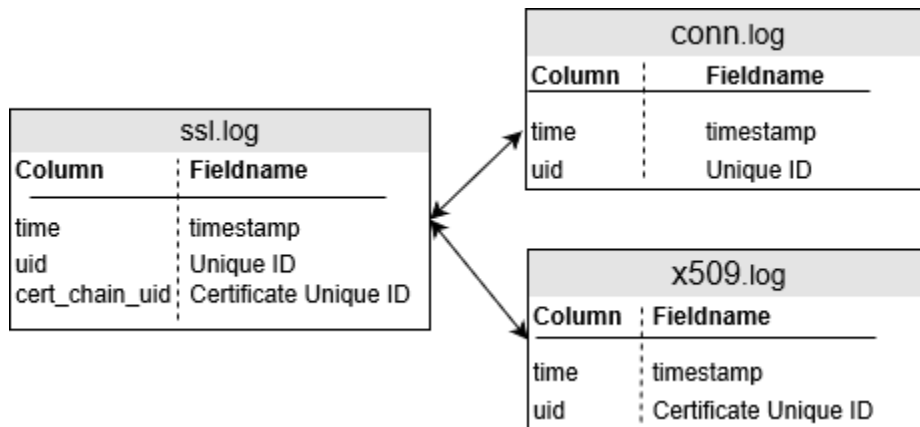 conn.log
Column Fieldname
time timestamp
uid Unique ID
ssl.log
Column Fieldname
time timestamp
uid Unique ID
cert_chain_uid Certificate Unique ID
x509.log
Column Fieldname
time timestamp
uid Certificate Unique ID